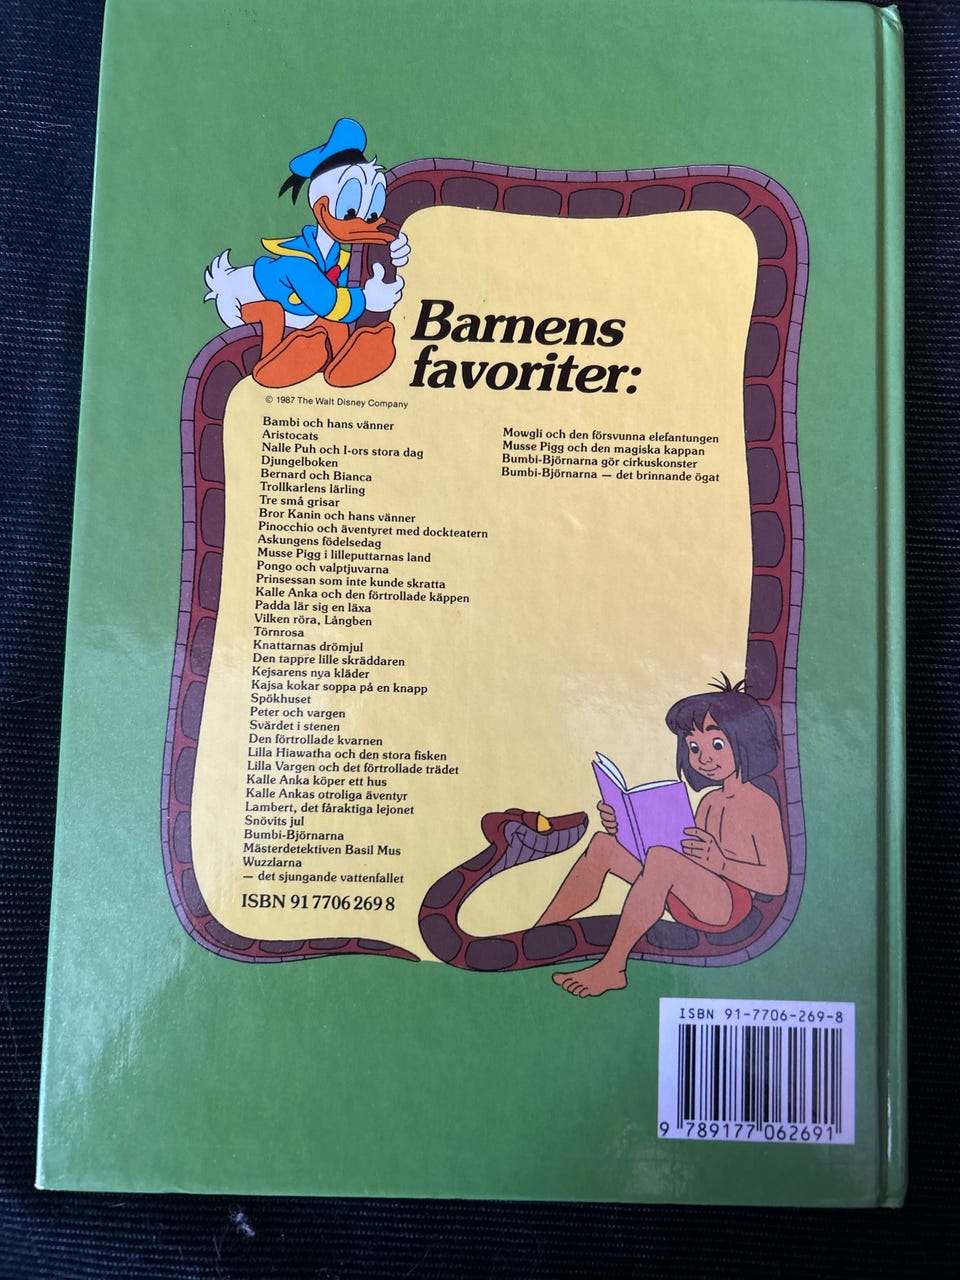 Barnens
favoriter:
© 1987 The Walt Disney Company
Bambi och hans vänner
Aristocats
Nalle Puh och I-ors stora dag
Djungelboken
Bernard och Bianca
Trollkarlens lärling
Tre små grisar
Bror Kanin och hans vänner
Pinocchio och äventyret med dockteatern
Askungens födelsedag
Musse Pigg i lilleputtarnas land
Pongo och valptjuvarna
Prinsessan som inte kunde skratta
Kalle Anka och den förtrollade käppen
Padda lär sig en läxa
Vilken röra, Långben
Törnrosa
Knattarnas drömjul
Den tappre lille skräddaren
Kejsarens nya kläder
Kajsa kokar soppa på en knapp
Spökhuset
Peter och vargen
Svärdet i stenen
Den förtrollade kvarnen
Lilla Hiawatha och den stora fisken
Lilla Vargen och det förtrollade trädet
Kalle Anka köper ett hus
Kalle Ankas otroliga äventyr
Lambert, det fåraktiga lejonet
Snövits jul
Bumbi-Björnarna
Mästerdetektiven Basil Mus
Wuzzlarna
— det sjungande vattenfallet
Mowgli och den försvunna elefantungen
Musse Pigg och den magiska kappan
Bumbi-Björnarna gör cirkuskonster
Bumbi-Björnarna — det brinnande ögat
ISBN 91 7706 269 8
ISBN 91-7706-269-8
9 789177 062691